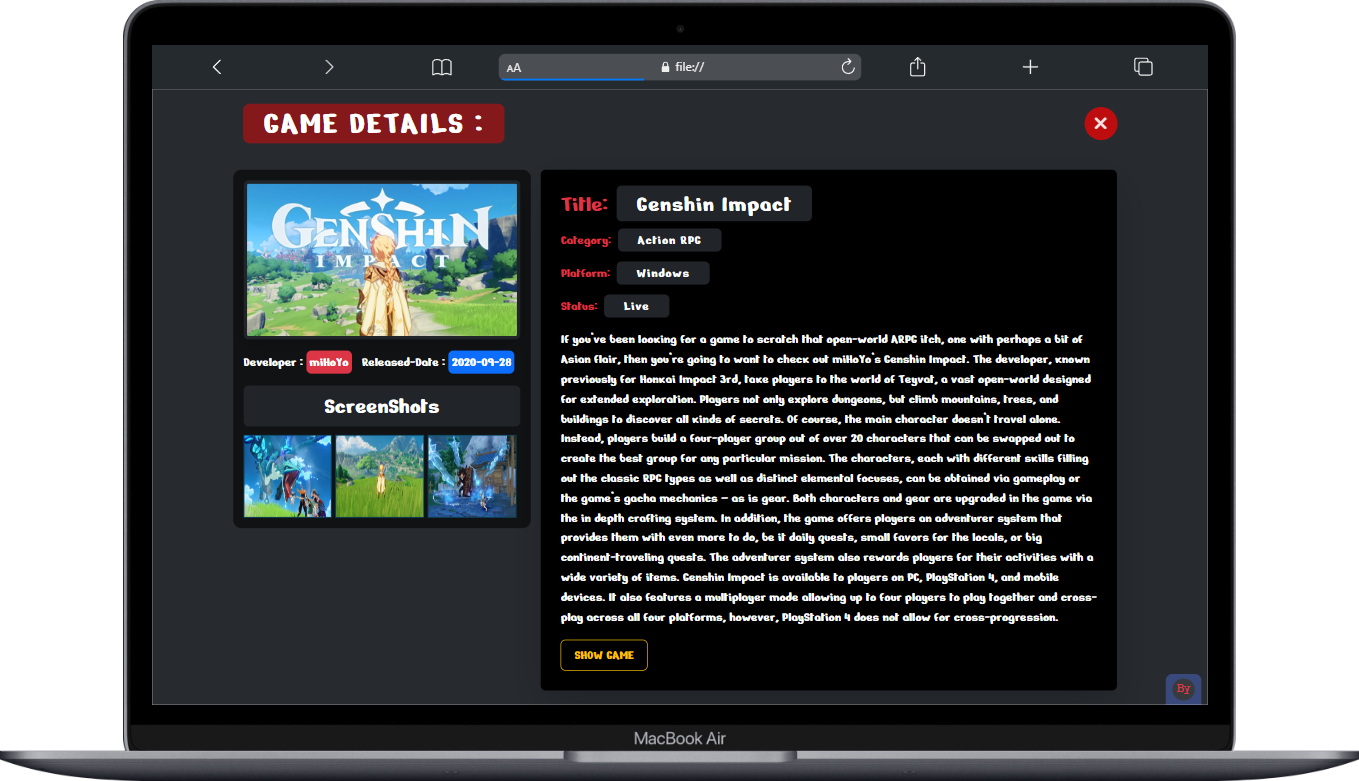 AA
file://
GAME DETAILS :
GENSHIN
IMPACT
Developer : miHoYo Released-Date : 2020-09-28
ScreenShots
Title: Genshin Impact
Category: Action RPG
Platform: Windows
Status: Live
If you've been looking for a game to scratch that open-world ARPG itch, one with perhaps a bit of
Asian flair, then you're going to want to check out miHoYo's Genshin Impact. The developer, known
previously for Honkai Impact 3rd, take players to the world of Teyvat, a vast open-world designed
for extended exploration. Players not only explore dungeons, but climb mountains, trees, and
buildings to discover all kinds of secrets. Of course, the main character doesn't travel alone.
Instead, players build a four-player group out of over 20 characters that can be swapped out to
create the best group for any particular mission. The characters, each with different skills filling
out the classic RPG types as well as distinct elemental focuses, can be obtained via gameplay or
the game's gacha mechanics – as is gear. Both characters and gear are upgraded in the game via
the in depth crafting system. In addition, the game offers players an adventurer system that
provides them with even more to do, be it daily quests, small favors for the locals, or big
continent-traveling quests. The adventurer system also rewards players for their activities with a
wide variety of items. Genshin Impact is available to players on PC, PlayStation 4, and mobile
devices. It also features a multiplayer mode allowing up to four players to play together and cross-
play across all four platforms, however, PlayStation 4 does not allow for cross-progression.
SHOW GAME
By
MacBook Air